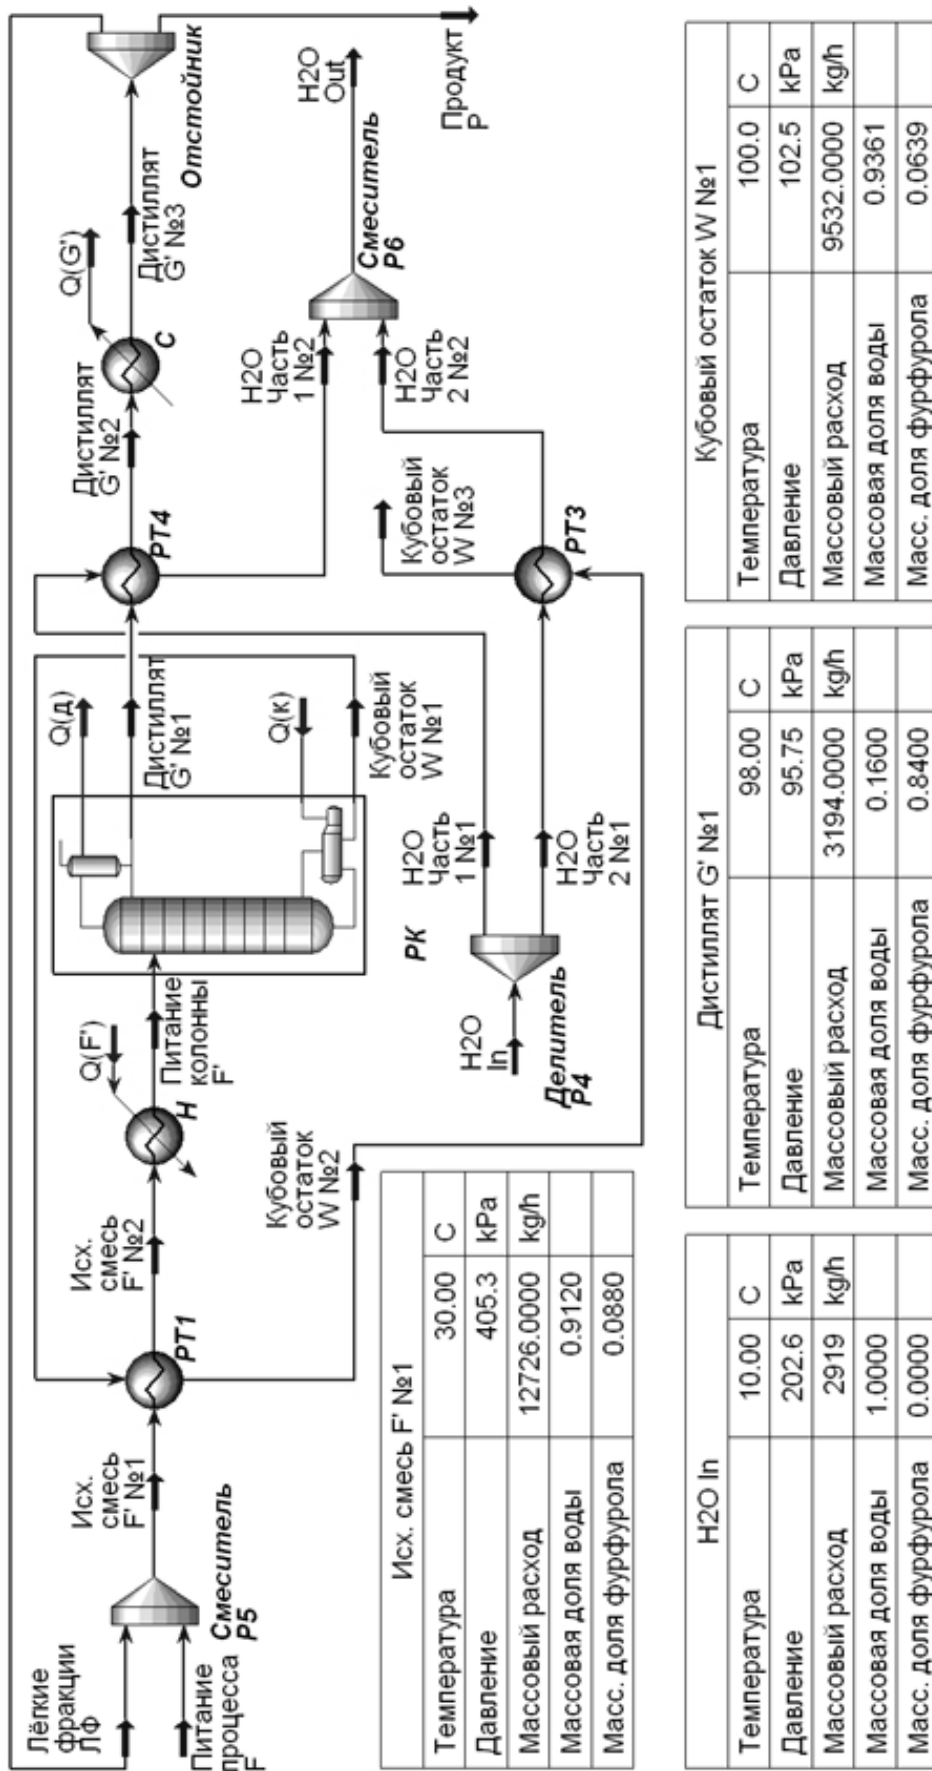 Лёгкие
фракции
ЛФ
Питание
процесса
F
Смеситель
P5
Исх.
смесь
F' №1
PT1
Исх.
смесь
F' №2
Кубовый
остаток
W №2
Q(F')
H
Питание
колонны
F'
PK
Q(д)
Дистиллят
G' №1
Q(к)
Кубовый
остаток
W №1
H2O
In
Делитель
P4
H2O
Часть
1 №1
H2O
Часть
2 №1
PT4
Дистиллят
G' №2
Q(G')
C
Дистиллят
G' №3
Отстойник
Кубовый
остаток
W №3
PT3
H2O
Часть
1 №2
H2O
Часть
2 №2
Смеситель
P6
H2O
Out
Продукт
P
Исх. смесь F' №1
Температура 30.00 C
Давление 405.3 kPa
Массовый расход 12726.0000 kg/h
Массовая доля воды 0.9120
Масс. доля фурфурола 0.0880
H2O In
Температура 10.00 C
Давление 202.6 kPa
Массовый расход 2919 kg/h
Массовая доля воды 1.0000
Масс. доля фурфурола 0.0000
Дистиллят G' №1
Температура 98.00 C
Давление 95.75 kPa
Массовый расход 3194.0000 kg/h
Массовая доля воды 0.1600
Масс. доля фурфурола 0.8400
Кубовый остаток W №1
Температура 100.0 C
Давление 102.5 kPa
Массовый расход 9532.0000 kg/h
Массовая доля воды 0.9361
Масс. доля фурфурола 0.0639